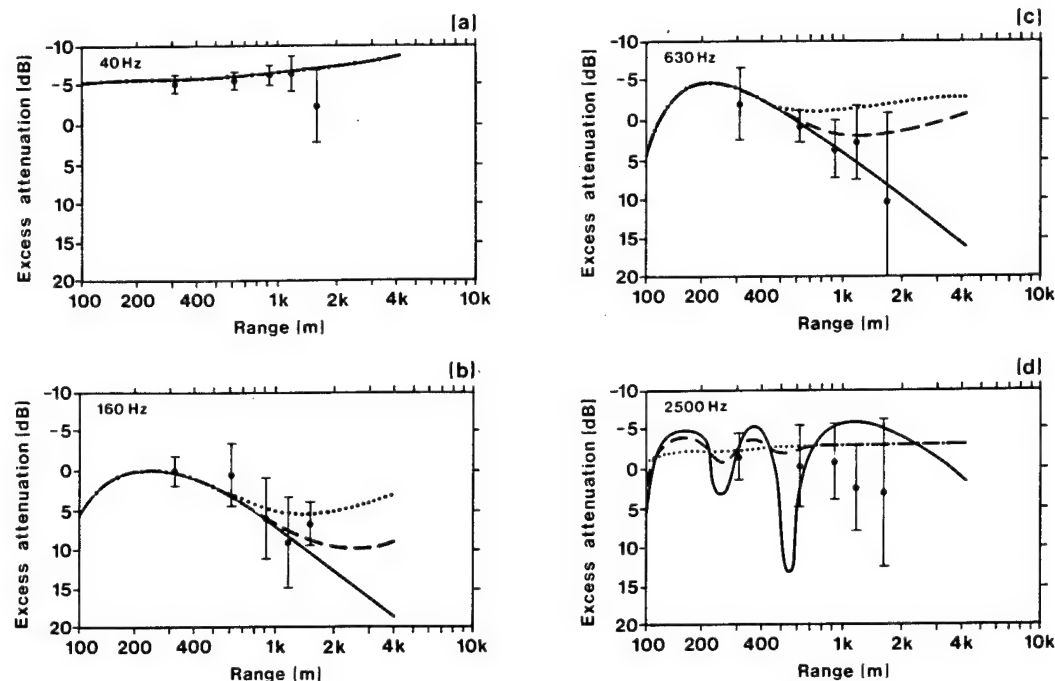 [a]
-10
-5
0
5
10
15
20
Excess attenuation [dB]
40 Hz
100 200 400 1k 2k 4k 10k
Range [m]
[b]
-10
-5
0
5
10
15
20
Excess attenuation [dB]
160 Hz
100 200 400 1k 2k 4k 10k
Range [m]
[c]
-10
-5
0
5
10
15
20
Excess attenuation [dB]
630 Hz
100 200 400 1k 2k 4k 10k
Range [m]
[d]
-10
-5
0
5
10
15
20
Excess attenuation [dB]
2500 Hz
100 200 400 1k 2k 4k 10k
Range [m]